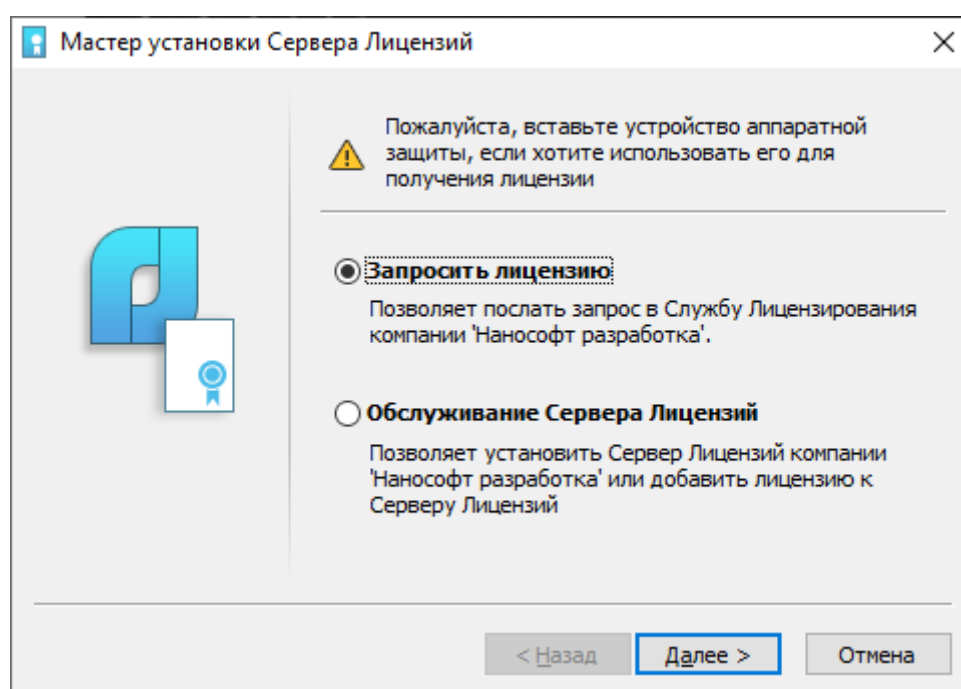 Мастер установки Сервера Лицензий
Пожалуйста, вставьте устройство аппаратной
защиты, если хотите использовать его для
получения лицензии
Запросить лицензию
Позволяет послать запрос в Службу Лицензирования
компании 'Нанософт разработка'.
Обслуживание Сервера Лицензий
Позволяет установить Сервер Лицензий компании
'Нанософт разработка' или добавить лицензию к
Серверу Лицензий
< Назад
Далее >
Отмена